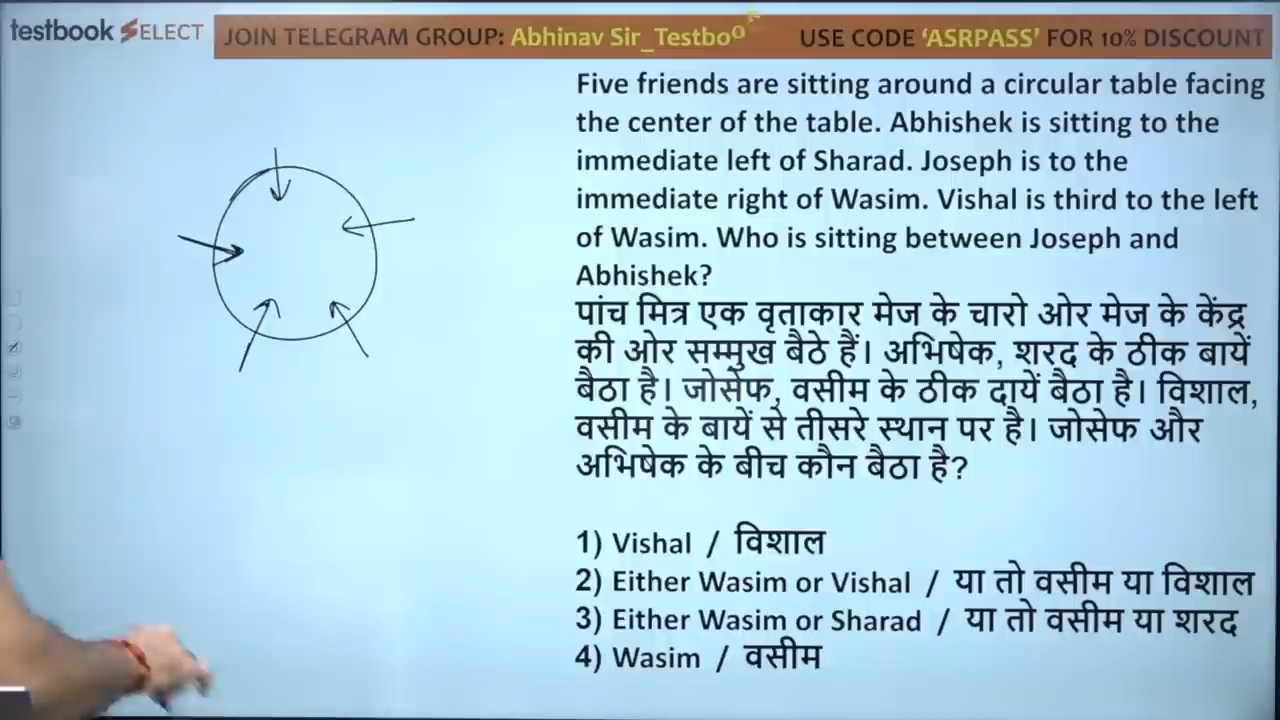 testbook SELECT
JOIN TELEGRAM GROUP: Abhinav Sir_Testboo
USE CODE ‘ASRPASS’ FOR 10% DISCOUNT
Five friends are sitting around a circular table facing
the center of the table. Abhishek is sitting to the
immediate left of Sharad. Joseph is to the
immediate right of Wasim. Vishal is third to the left
of Wasim. Who is sitting between Joseph and
Abhishek?
पांच मित्र एक वृताकार मेज के चारो ओर मेज के केंद्र
की ओर सम्मुख बैठे हैं। अभिषेक, शरद के ठीक बायें
बैठा है। जोसेफ, वसीम के ठीक दायें बैठा है। विशाल,
वसीम के बायें से तीसरे स्थान पर है। जोसेफ और
अभिषेक के बीच कौन बैठा है?
1) Vishal / विशाल
2) Either Wasim or Vishal / या तो वसीम या विशाल
3) Either Wasim or Sharad / या तो वसीम या शरद
4) Wasim / वसीम